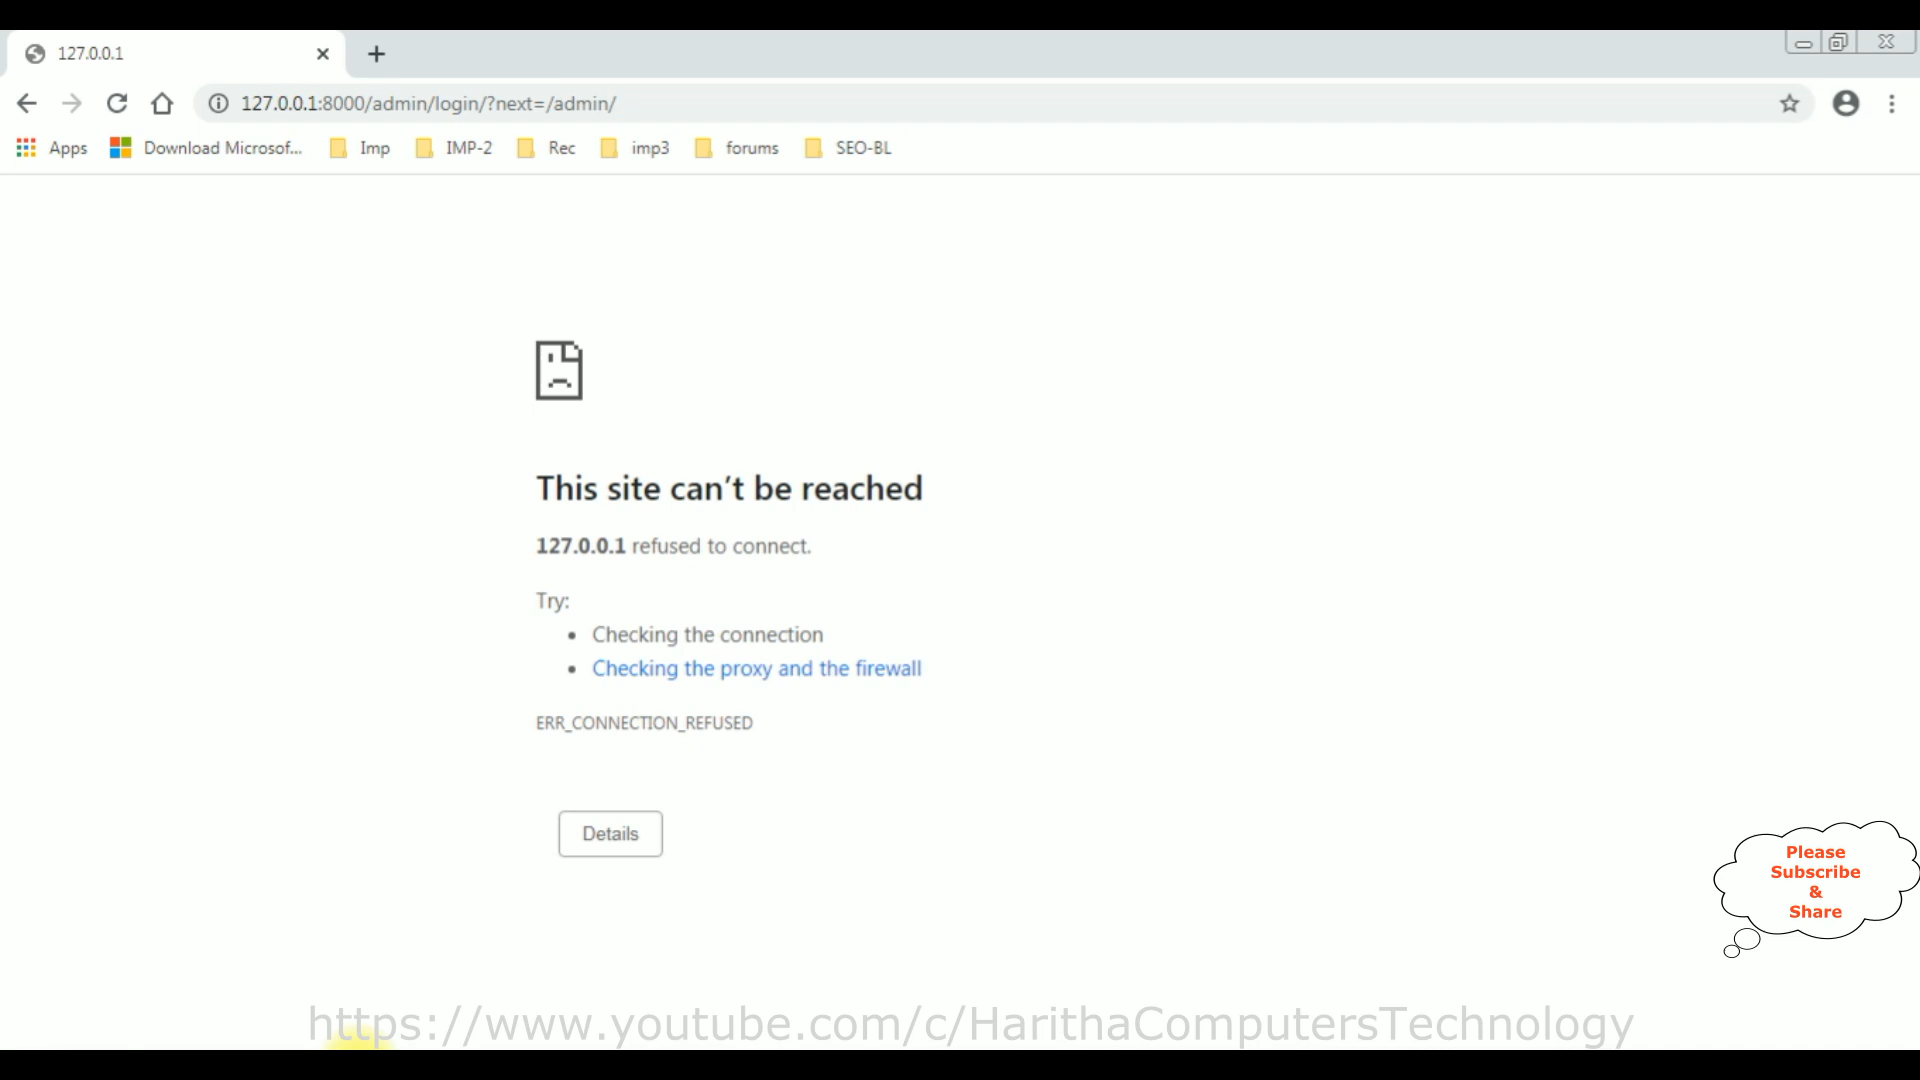 127.0.0.1
127.0.0.1:8000/admin/login/?next=/admin/
Apps Download Microsof... Imp IMP-2 Rec imp3 forums SEO-BL
This site can’t be reached
127.0.0.1 refused to connect.
Try:
• Checking the connection
• Checking the proxy and the firewall
ERR_CONNECTION_REFUSED
Details
Please
Subscribe
&
Share
https://www.youtube.com/c/HarithaComputersTechnology